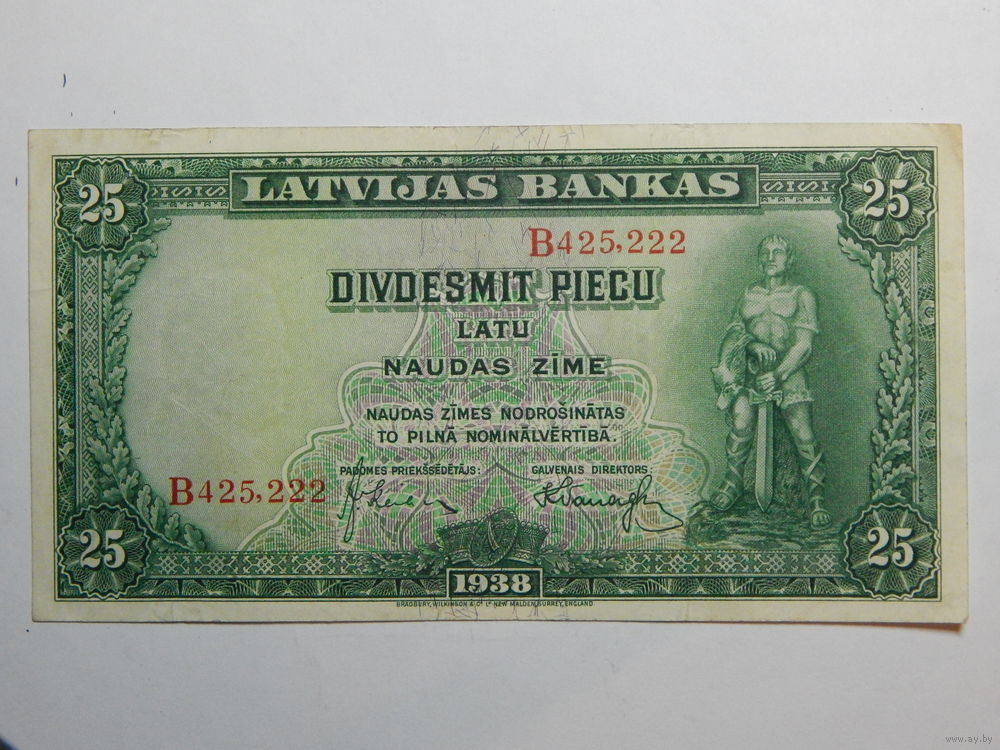 25 LATVIJAS BANKAS 25
B425,222
DIVDESMIT PIECU
LATU
NAUDAS ZĪME
NAUDAS ZĪMES NODROŠINĀTAS
TO PILNĀ NOMINĀLVĒRTĪBĀ.
PADOMES PRIEKŠSĒDĒTĀJS: GALVENAIS DIREKTORS:
B425,222
25 25
1938
BRADBURY, WILKINSON & Cº Lº NEW MALDEN, SURREY, ENGLAND.
www.ay.by